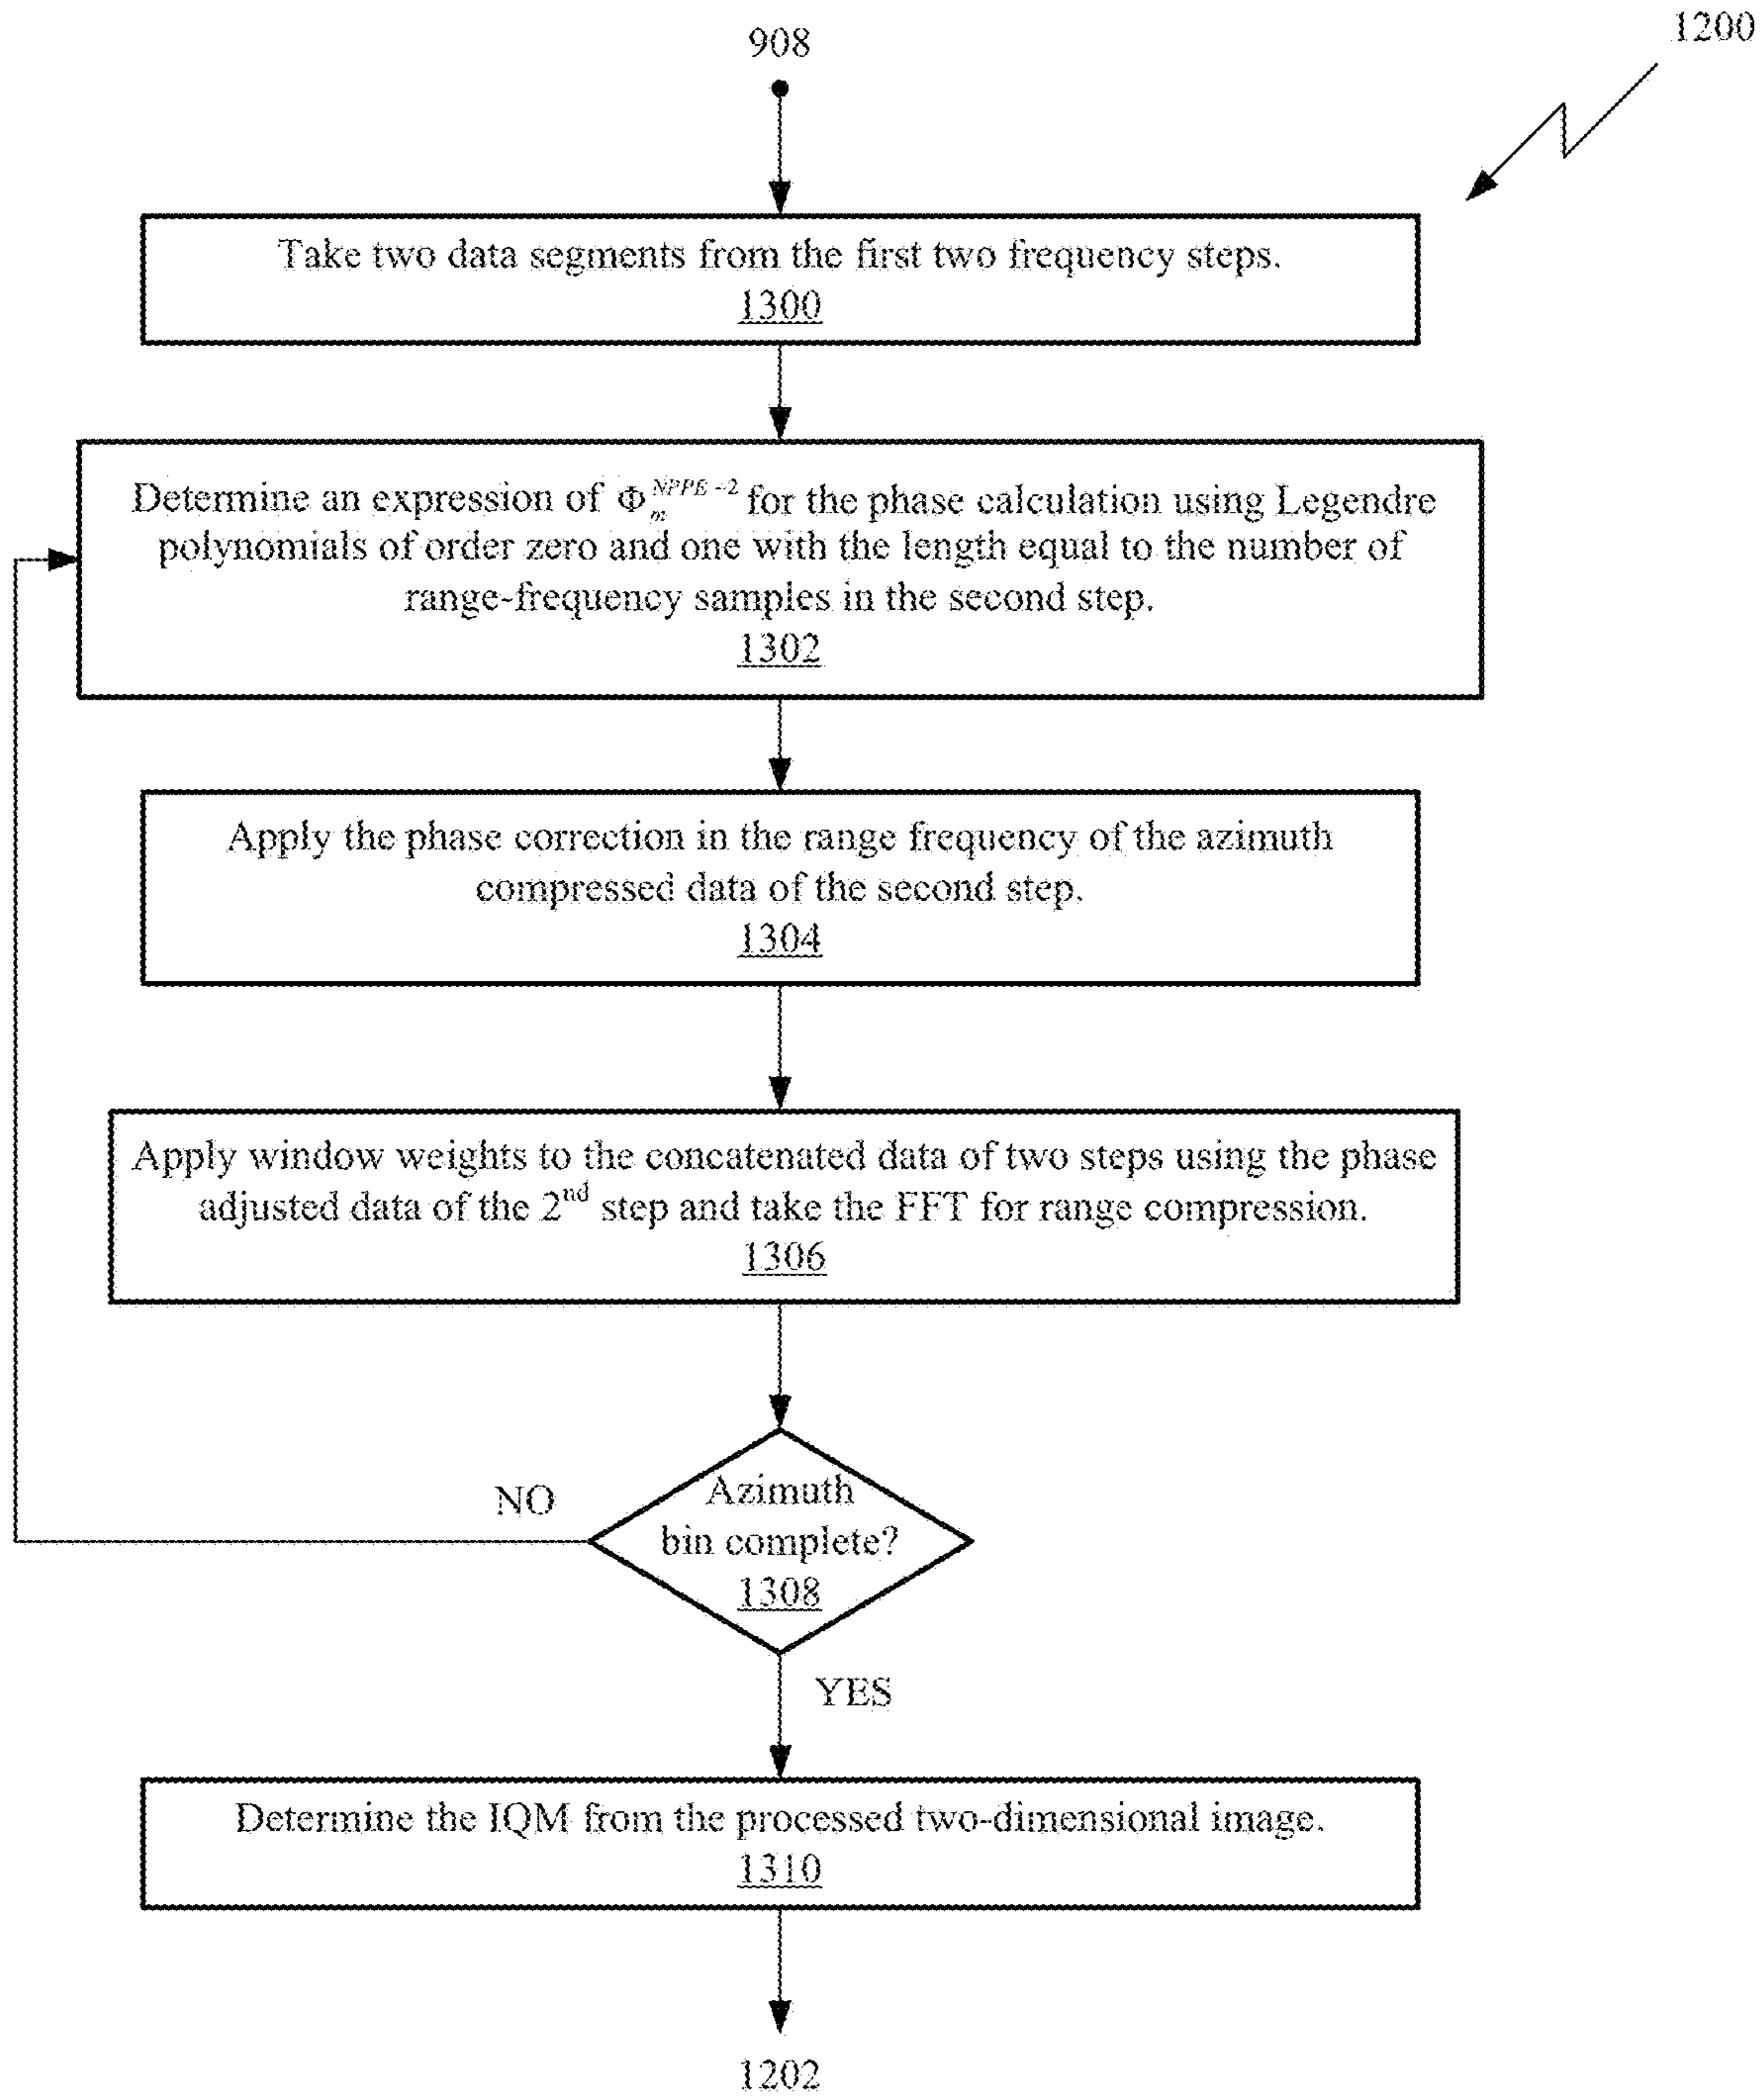 908
1200
Take two data segments from the first two frequency steps.
1300
Determine an expression of Φₘᴺᴾᴾᴱ⁻² for the phase calculation using Legendre
polynomials of order zero and one with the length equal to the number of
range-frequency samples in the second step.
1302
Apply the phase correction in the range frequency of the azimuth
compressed data of the second step.
1304
Apply window weights to the concatenated data of two steps using the phase
adjusted data of the 2nd step and take the FFT for range compression.
1306
Azimuth
bin complete?
1308
NO
YES
Determine the IQM from the processed two-dimensional image.
1310
1202